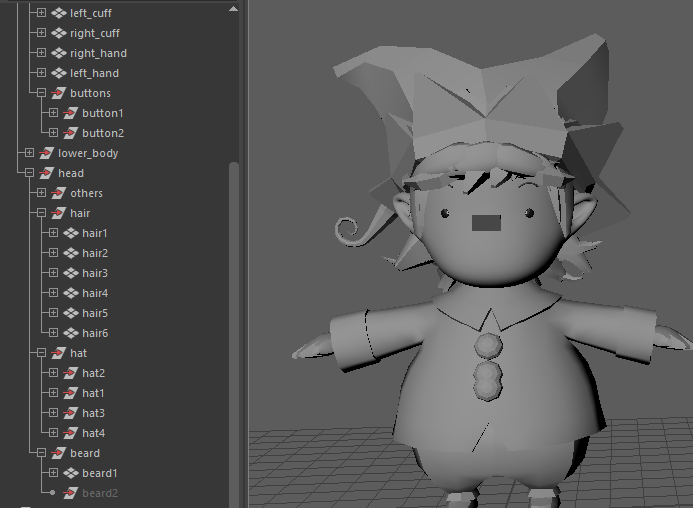 left_cuff
right_cuff
right_hand
left_hand
buttons
button1
button2
lower_body
head
others
hair
hair1
hair2
hair3
hair4
hair5
hair6
hat
hat2
hat1
hat3
hat4
beard
beard1
beard2